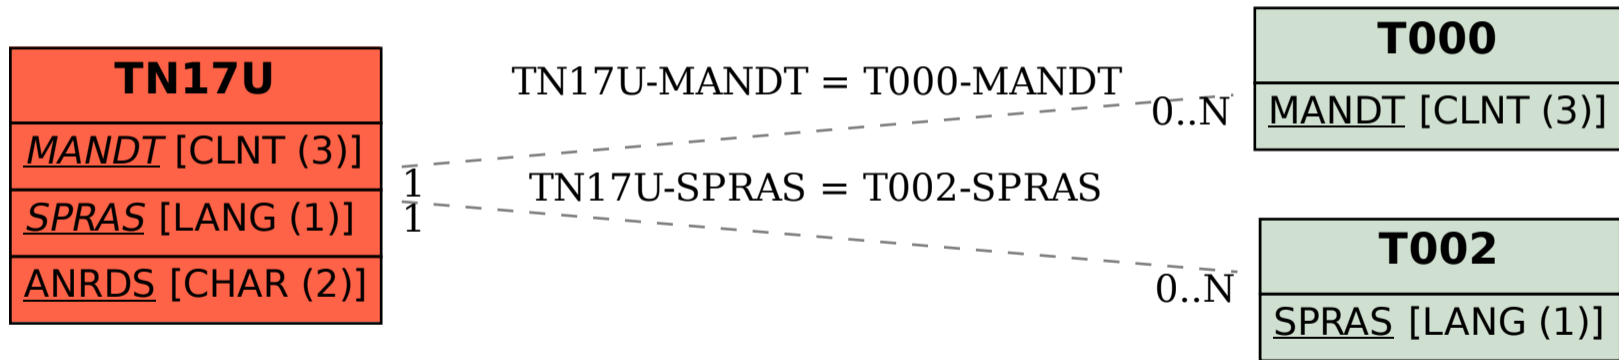 TN17U
MANDT [CLNT (3)]
SPRAS [LANG (1)]
ANRDS [CHAR (2)]
TN17U-MANDT = T000-MANDT
0..N
1
TN17U-SPRAS = T002-SPRAS
1
0..N
T000
MANDT [CLNT (3)]
T002
SPRAS [LANG (1)]